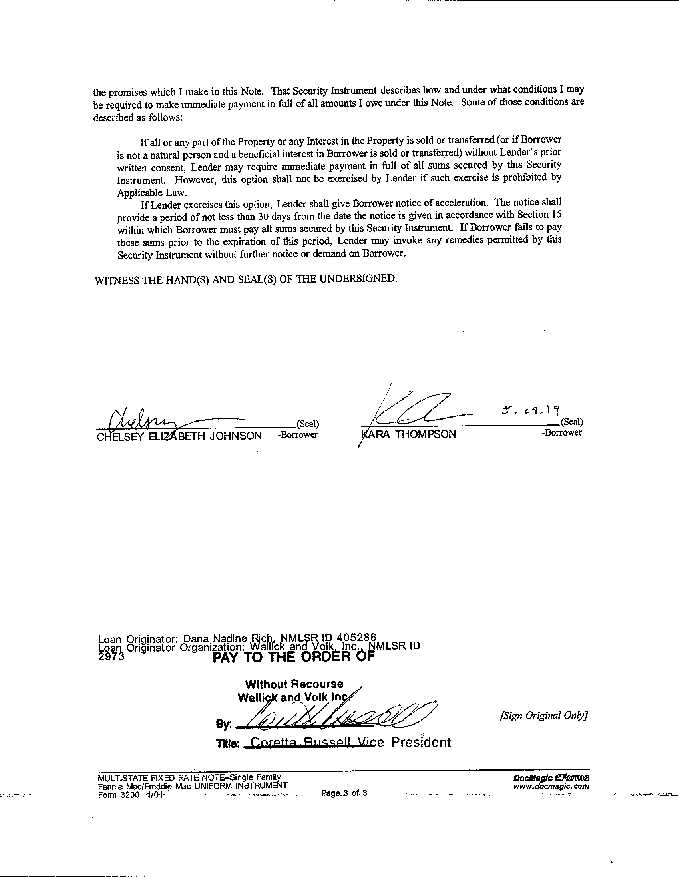 the promises which I make in this Note. That Security Instrument describes how and under what conditions I may
be required to make immediate payment in full of all amounts I owe under this Note. Some of those conditions are
described as follows:
If all or any part of the Property or any Interest in the Property is sold or transferred (or if Borrower
is not a natural person and a beneficial interest in Borrower is sold or transferred) without Lender's prior
written consent, Lender may require immediate payment in full of all sums secured by this Security
Instrument. However, this option shall not be exercised by Lender if such exercise is prohibited by
Applicable Law.
If Lender exercises this option, Lender shall give Borrower notice of acceleration. The notice shall
provide a period of not less than 30 days from the date the notice is given in accordance with Section 15
within which Borrower must pay all sums secured by this Security Instrument. If Borrower fails to pay
these sums prior to the expiration of this period, Lender may invoke any remedies permitted by this
Security Instrument without further notice or demand on Borrower.
WITNESS THE HAND(S) AND SEAL(S) OF THE UNDERSIGNED.
(Seal)
CHELSEY ELIZABETH JOHNSON -Borrower
(Seal)
KARA THOMPSON -Borrower
Loan Originator: Dana Nadine Rich, NMLSR ID 405286
Loan Originator Organization: Wallick and Volk, Inc., NMLSR ID
2973 PAY TO THE ORDER OF
Without Recourse
Wallick and Volk Inc
By:
[Sign Original Only]
Title: Coretta Russell Vice President
MULTISTATE FIXED RATE NOTE--Single Family
Fannie Mae/Freddie Mac UNIFORM INSTRUMENT
Form 3200 1/01
Page 3 of 3
DocMagic eForms
www.docmagic.com